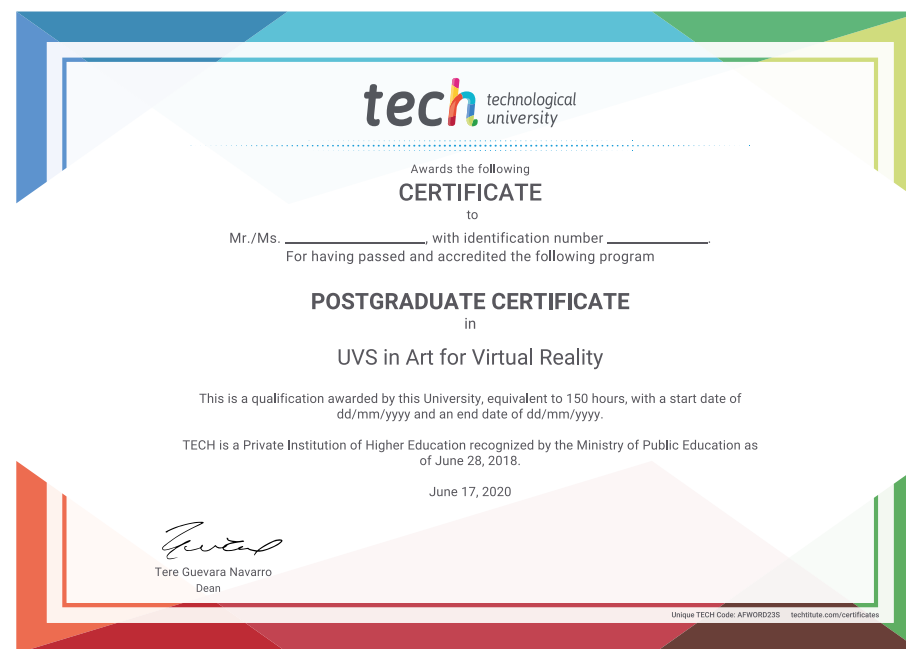 tech technological
university
Awards the following
CERTIFICATE
to
Mr./Ms. ____________________, with identification number ______________.
For having passed and accredited the following program
POSTGRADUATE CERTIFICATE
in
UVS in Art for Virtual Reality
This is a qualification awarded by this University, equivalent to 150 hours, with a start date of
dd/mm/yyyy and an end date of dd/mm/yyyy.
TECH is a Private Institution of Higher Education recognized by the Ministry of Public Education as
of June 28, 2018.
June 17, 2020
Tere Guevara Navarro
Dean
Unique TECH Code: AFWORD23S techtitute.com/certificates